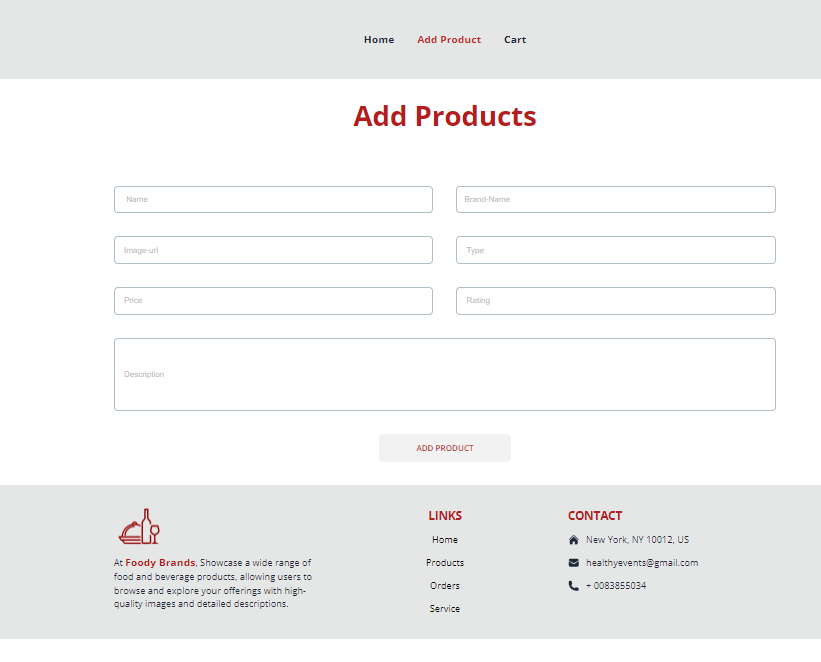 Home Add Product Cart
Add Products
Name Brand-Name
Image-url Type
Price Rating
Description
ADD PRODUCT
At Foody Brands, Showcase a wide range of
food and beverage products, allowing users to
browse and explore your offerings with high-
quality images and detailed descriptions.
LINKS
Home
Products
Orders
Service
CONTACT
New York, NY 10012, US
healthyevents@gmail.com
+ 0083855034